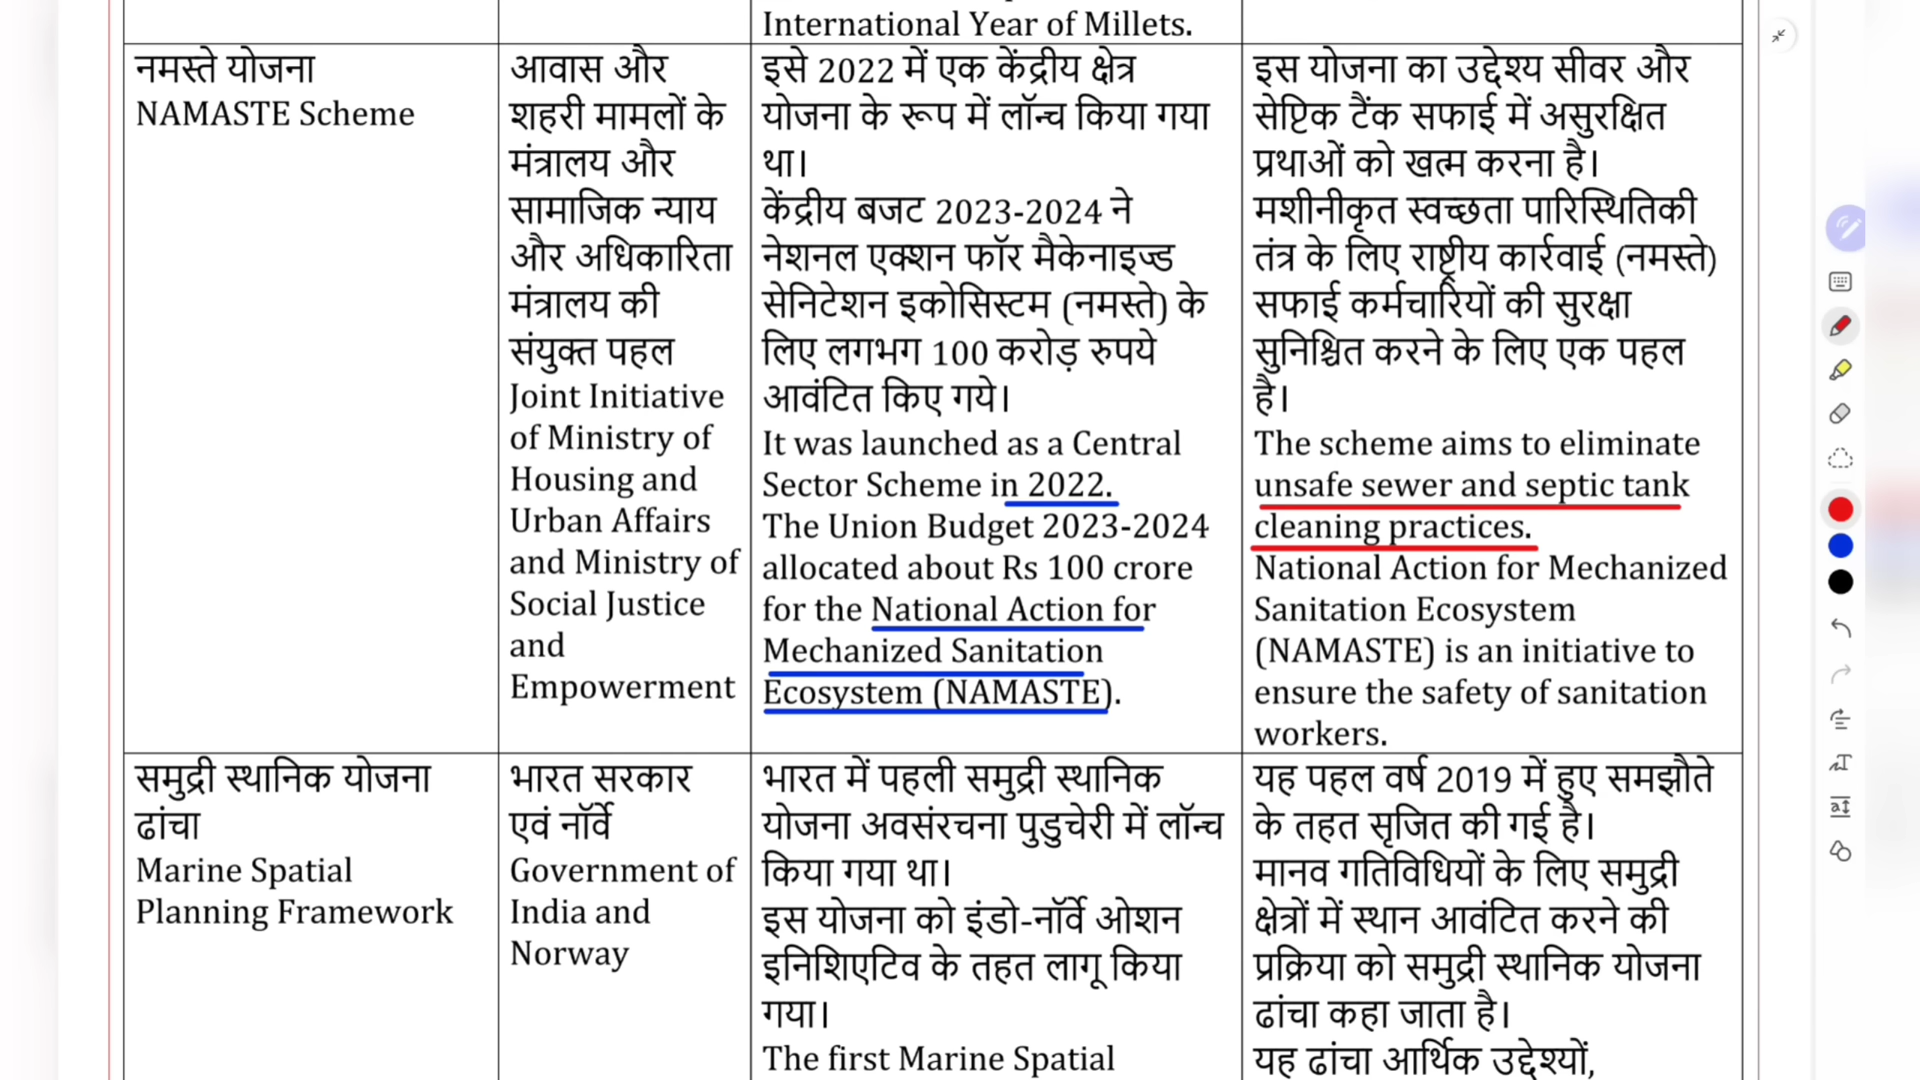 International Year of Millets.
नमस्ते योजना
NAMASTE Scheme
आवास और
शहरी मामलों के
मंत्रालय और
सामाजिक न्याय
और अधिकारिता
मंत्रालय की
संयुक्त पहल
Joint Initiative
of Ministry of
Housing and
Urban Affairs
and Ministry of
Social Justice
and
Empowerment
इसे 2022 में एक केंद्रीय क्षेत्र
योजना के रूप में लॉन्च किया गया
था।
केंद्रीय बजट 2023-2024 ने
नेशनल एक्शन फॉर मैकेनाइज्ड
सेनिटेशन इकोसिस्टम (नमस्ते) के
लिए लगभग 100 करोड़ रुपये
आवंटित किए गये।
It was launched as a Central
Sector Scheme in 2022.
The Union Budget 2023-2024
allocated about Rs 100 crore
for the National Action for
Mechanized Sanitation
Ecosystem (NAMASTE).
इस योजना का उद्देश्य सीवर और
सेप्टिक टैंक सफाई में असुरक्षित
प्रथाओं को खत्म करना है।
मशीनीकृत स्वच्छता पारिस्थितिकी
तंत्र के लिए राष्ट्रीय कार्रवाई (नमस्ते)
सफाई कर्मचारियों की सुरक्षा
सुनिश्चित करने के लिए एक पहल
है।
The scheme aims to eliminate
unsafe sewer and septic tank
cleaning practices.
National Action for Mechanized
Sanitation Ecosystem
(NAMASTE) is an initiative to
ensure the safety of sanitation
workers.
समुद्री स्थानिक योजना
ढांचा
Marine Spatial
Planning Framework
भारत सरकार
एवं नॉर्वे
Government of
India and
Norway
भारत में पहली समुद्री स्थानिक
योजना अवसंरचना पुडुचेरी में लॉन्च
किया गया था।
इस योजना को इंडो-नॉर्वे ओशन
इनिशिएटिव के तहत लागू किया
गया।
The first Marine Spatial
यह पहल वर्ष 2019 में हुए समझौते
के तहत सृजित की गई है।
मानव गतिविधियों के लिए समुद्री
क्षेत्रों में स्थान आवंटित करने की
प्रक्रिया को समुद्री स्थानिक योजना
ढांचा कहा जाता है।
यह ढांचा आर्थिक उद्देश्यों,